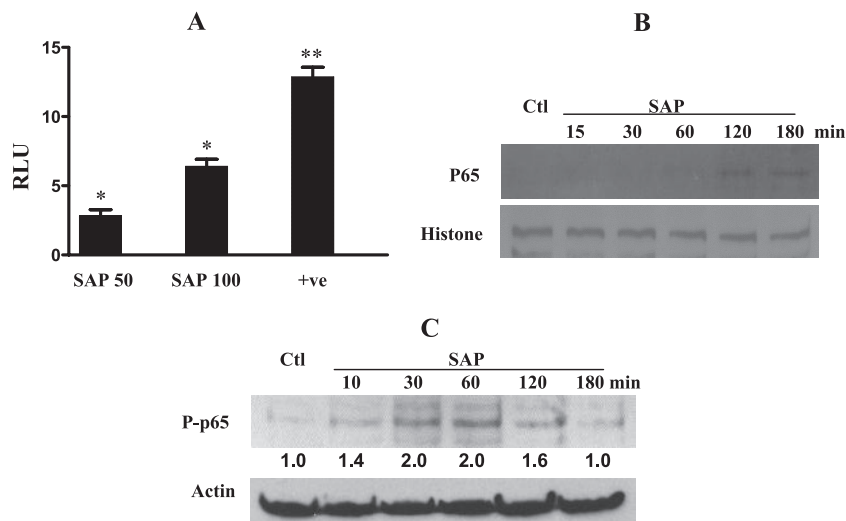 A
15
10
5
0
RLU
*
*
**
SAP 50 SAP 100 +ve
B
Ctl SAP
15 30 60 120 180 min
P65
Histone
C
Ctl SAP
10 30 60 120 180 min
P-p65
1.0 1.4 2.0 2.0 1.6 1.0
Actin